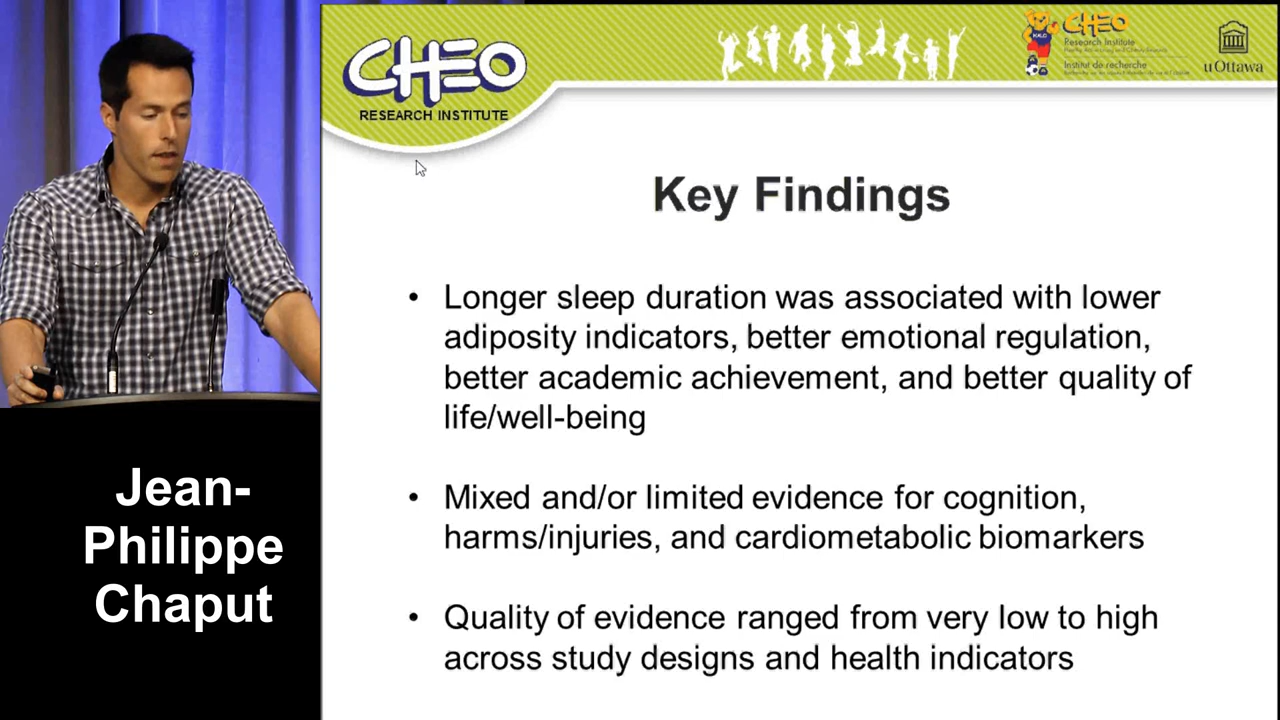 CHEO
RESEARCH INSTITUTE
CHEO
Research Institute
Institut de recherche
uOttawa
Key Findings
• Longer sleep duration was associated with lower
adiposity indicators, better emotional regulation,
better academic achievement, and better quality of
life/well-being
• Mixed and/or limited evidence for cognition,
harms/injuries, and cardiometabolic biomarkers
• Quality of evidence ranged from very low to high
across study designs and health indicators
Jean-
Philippe
Chaput